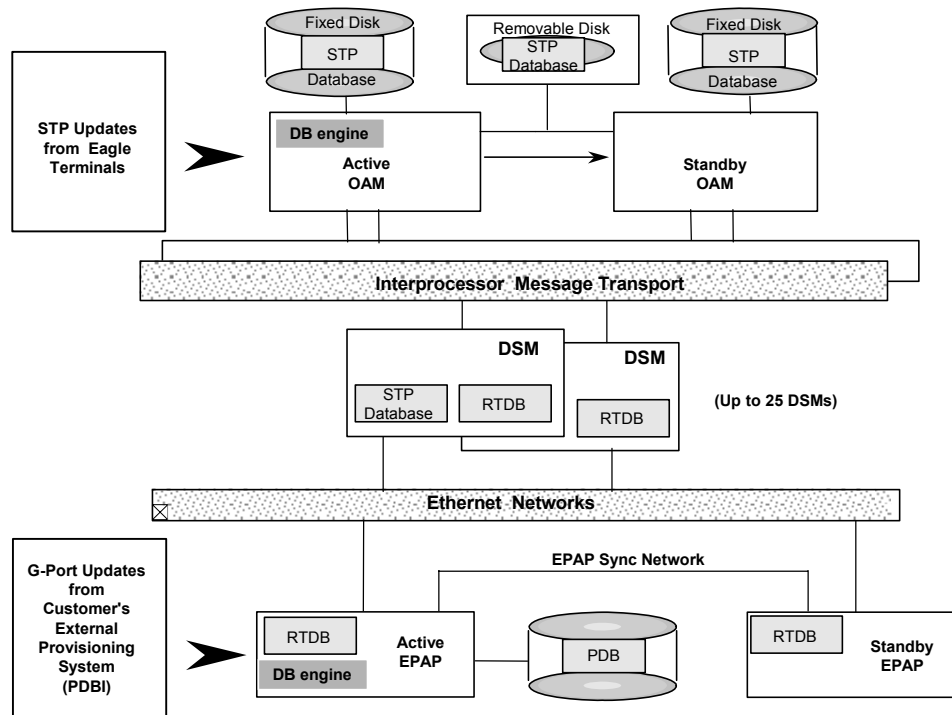 Fixed Disk
STP
Database
Removable Disk
STP
Database
Fixed Disk
STP
Database
STP Updates
from Eagle
Terminals
DB engine
Active
OAM
Standby
OAM
Interprocessor Message Transport
DSM
STP
Database
RTDB
DSM
RTDB
(Up to 25 DSMs)
Ethernet Networks
G-Port Updates
from
Customer's
External
Provisioning
System
(PDBI)
EPAP Sync Network
RTDB
DB engine
Active
EPAP
PDB
RTDB
Standby
EPAP